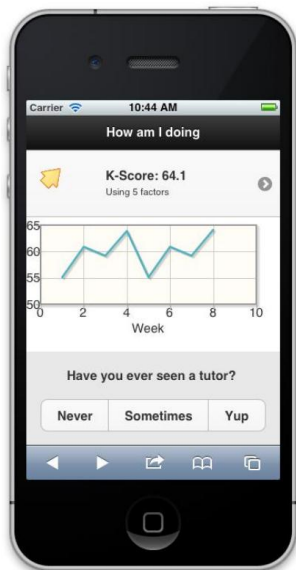 Carrier 10:44 AM
How am I doing
K-Score: 64.1
Using 5 factors
65
60
55
50
0 2 4 6 8 10
Week
Have you ever seen a tutor?
Never Sometimes Yup